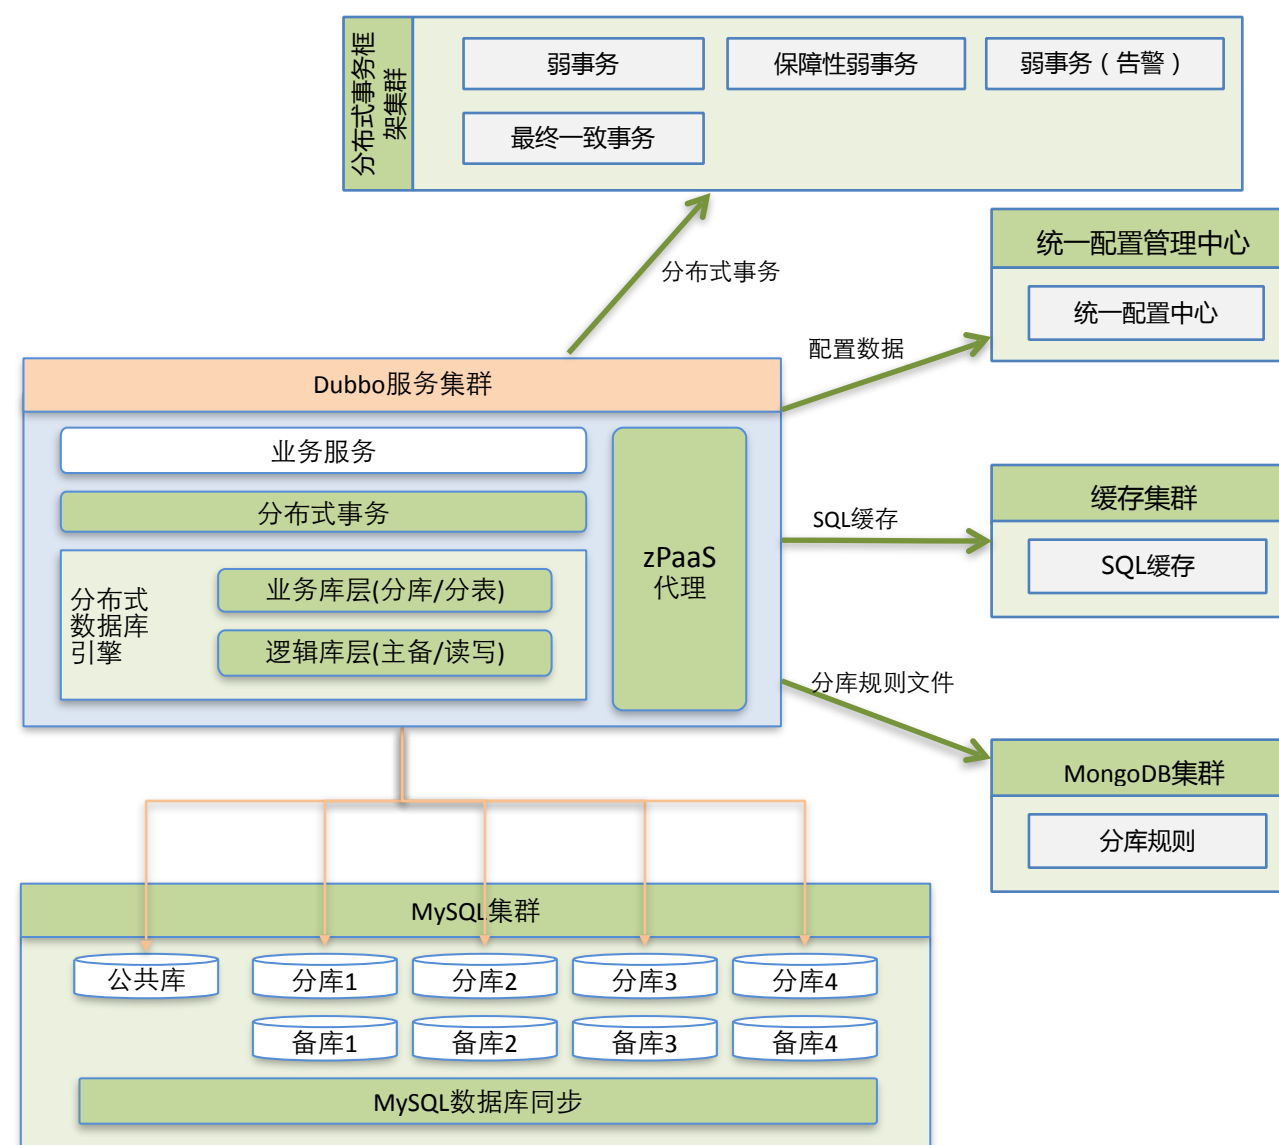 分布式事务框
架集群
弱事务
保障性弱事务
弱事务（告警）
最终一致事务
分布式事务
统一配置管理中心
统一配置中心
配置数据
Dubbo服务集群
业务服务
分布式事务
分布式
数据库
引擎
业务库层(分库/分表)
逻辑库层(主备/读写)
zPaaS
代理
SQL缓存
缓存集群
SQL缓存
分库规则文件
MongoDB集群
分库规则
MySQL集群
公共库
分库1
分库2
分库3
分库4
备库1
备库2
备库3
备库4
MySQL数据库同步